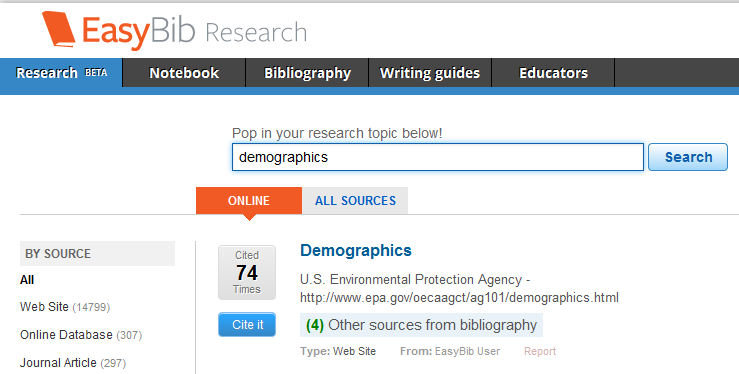 EasyBib Research
Research BETA Notebook Bibliography Writing guides Educators
Pop in your research topic below!
demographics Search
ONLINE ALL SOURCES
BY SOURCE
All
Web Site (14799)
Online Database (307)
Journal Article (297)
Cited
74
Times
Cite it
Demographics
U.S. Environmental Protection Agency -
http://www.epa.gov/oecaagct/ag101/demographics.html
(4) Other sources from bibliography
Type: Web Site From: EasyBib User Report